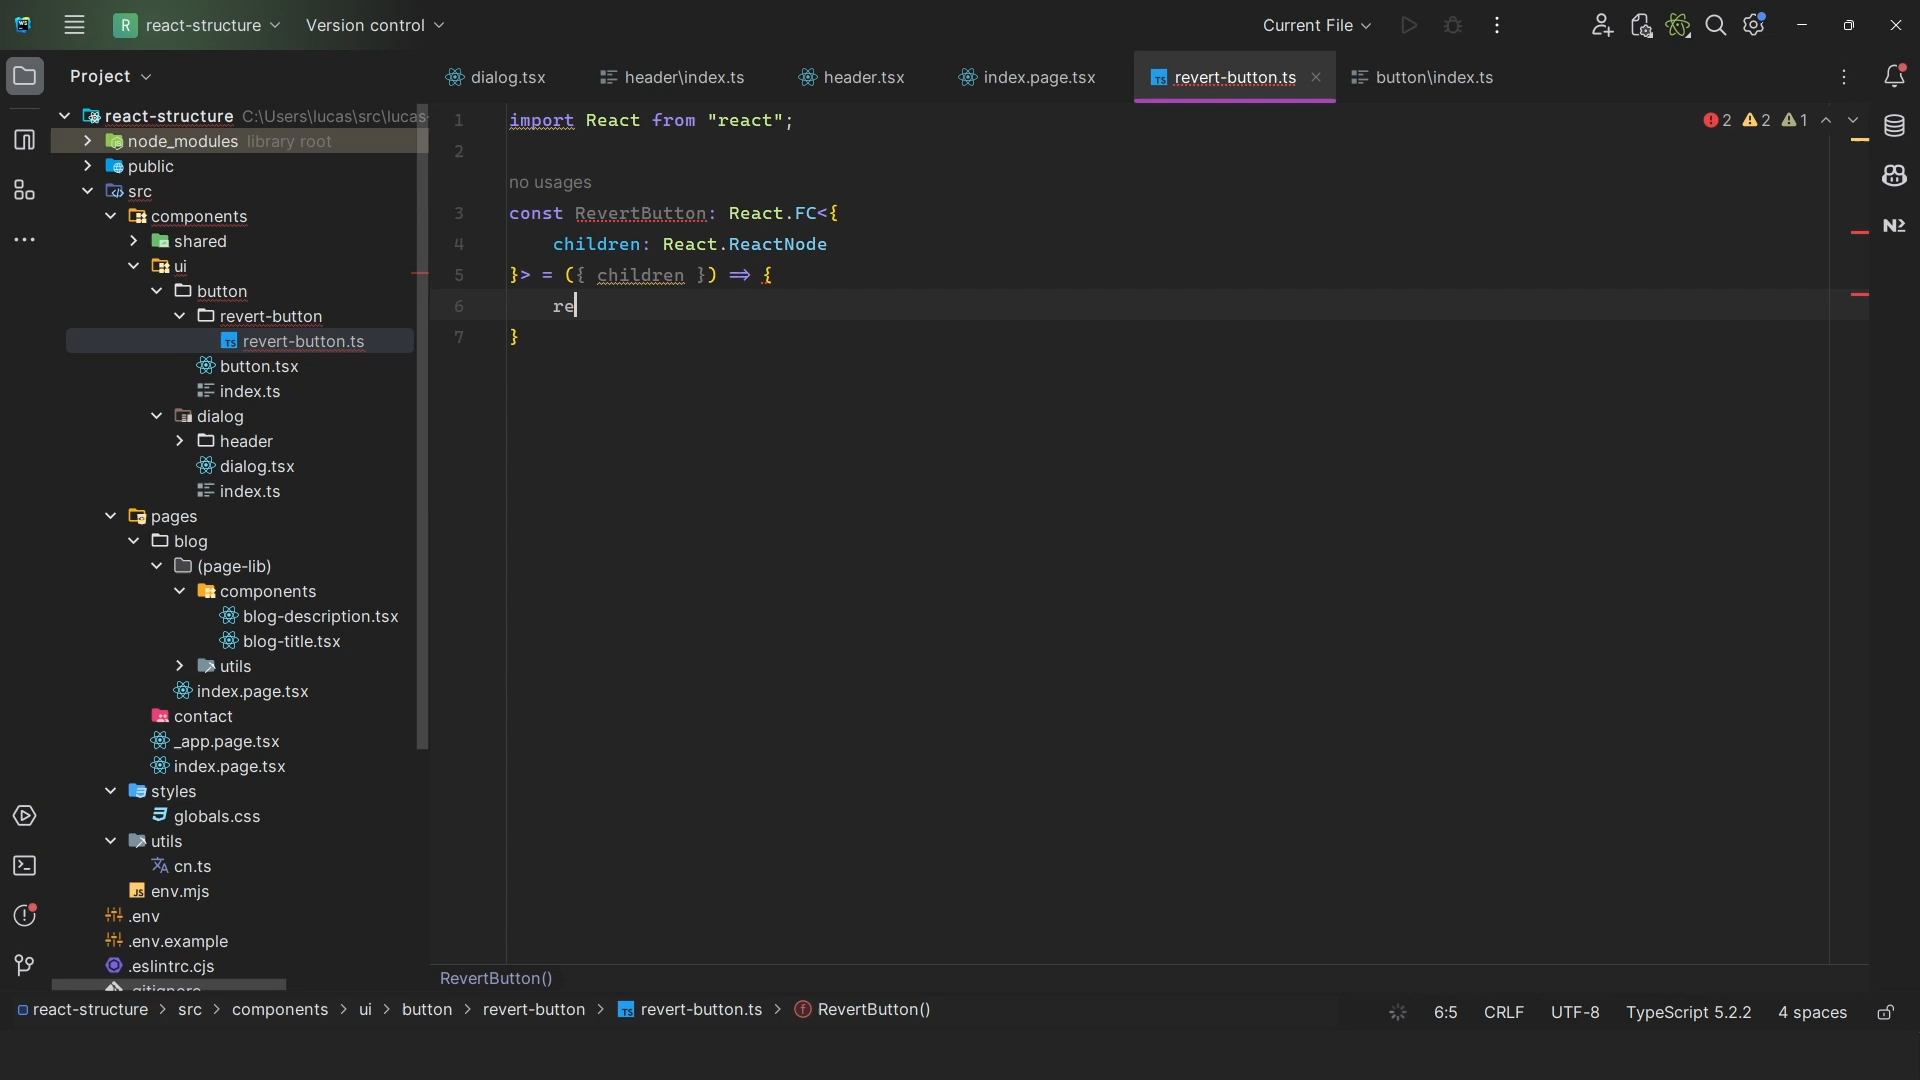 WS
R react-structure
Version control
Current File
Project
dialog.tsx
header\index.ts
header.tsx
index.page.tsx
TS revert-button.ts
button\index.ts
react-structure C:\Users\lucas\src\lucas-
node_modules library root
public
src
components
shared
ui
button
revert-button
TS revert-button.ts
button.tsx
index.ts
dialog
header
dialog.tsx
index.ts
pages
blog
(page-lib)
components
blog-description.tsx
blog-title.tsx
utils
index.page.tsx
contact
_app.page.tsx
index.page.tsx
styles
globals.css
utils
cn.ts
JS env.mjs
.env
.env.example
.eslintrc.cjs
.gitignore
1 import React from "react";
2
no usages
3 const RevertButton: React.FC<{
4 children: React.ReactNode
5 }> = ({ children }) => {
6 re
7 }
2 2 1
RevertButton()
react-structure > src > components > ui > button > revert-button > TS revert-button.ts > f RevertButton()
6:5 CRLF UTF-8 TypeScript 5.2.2 4 spaces